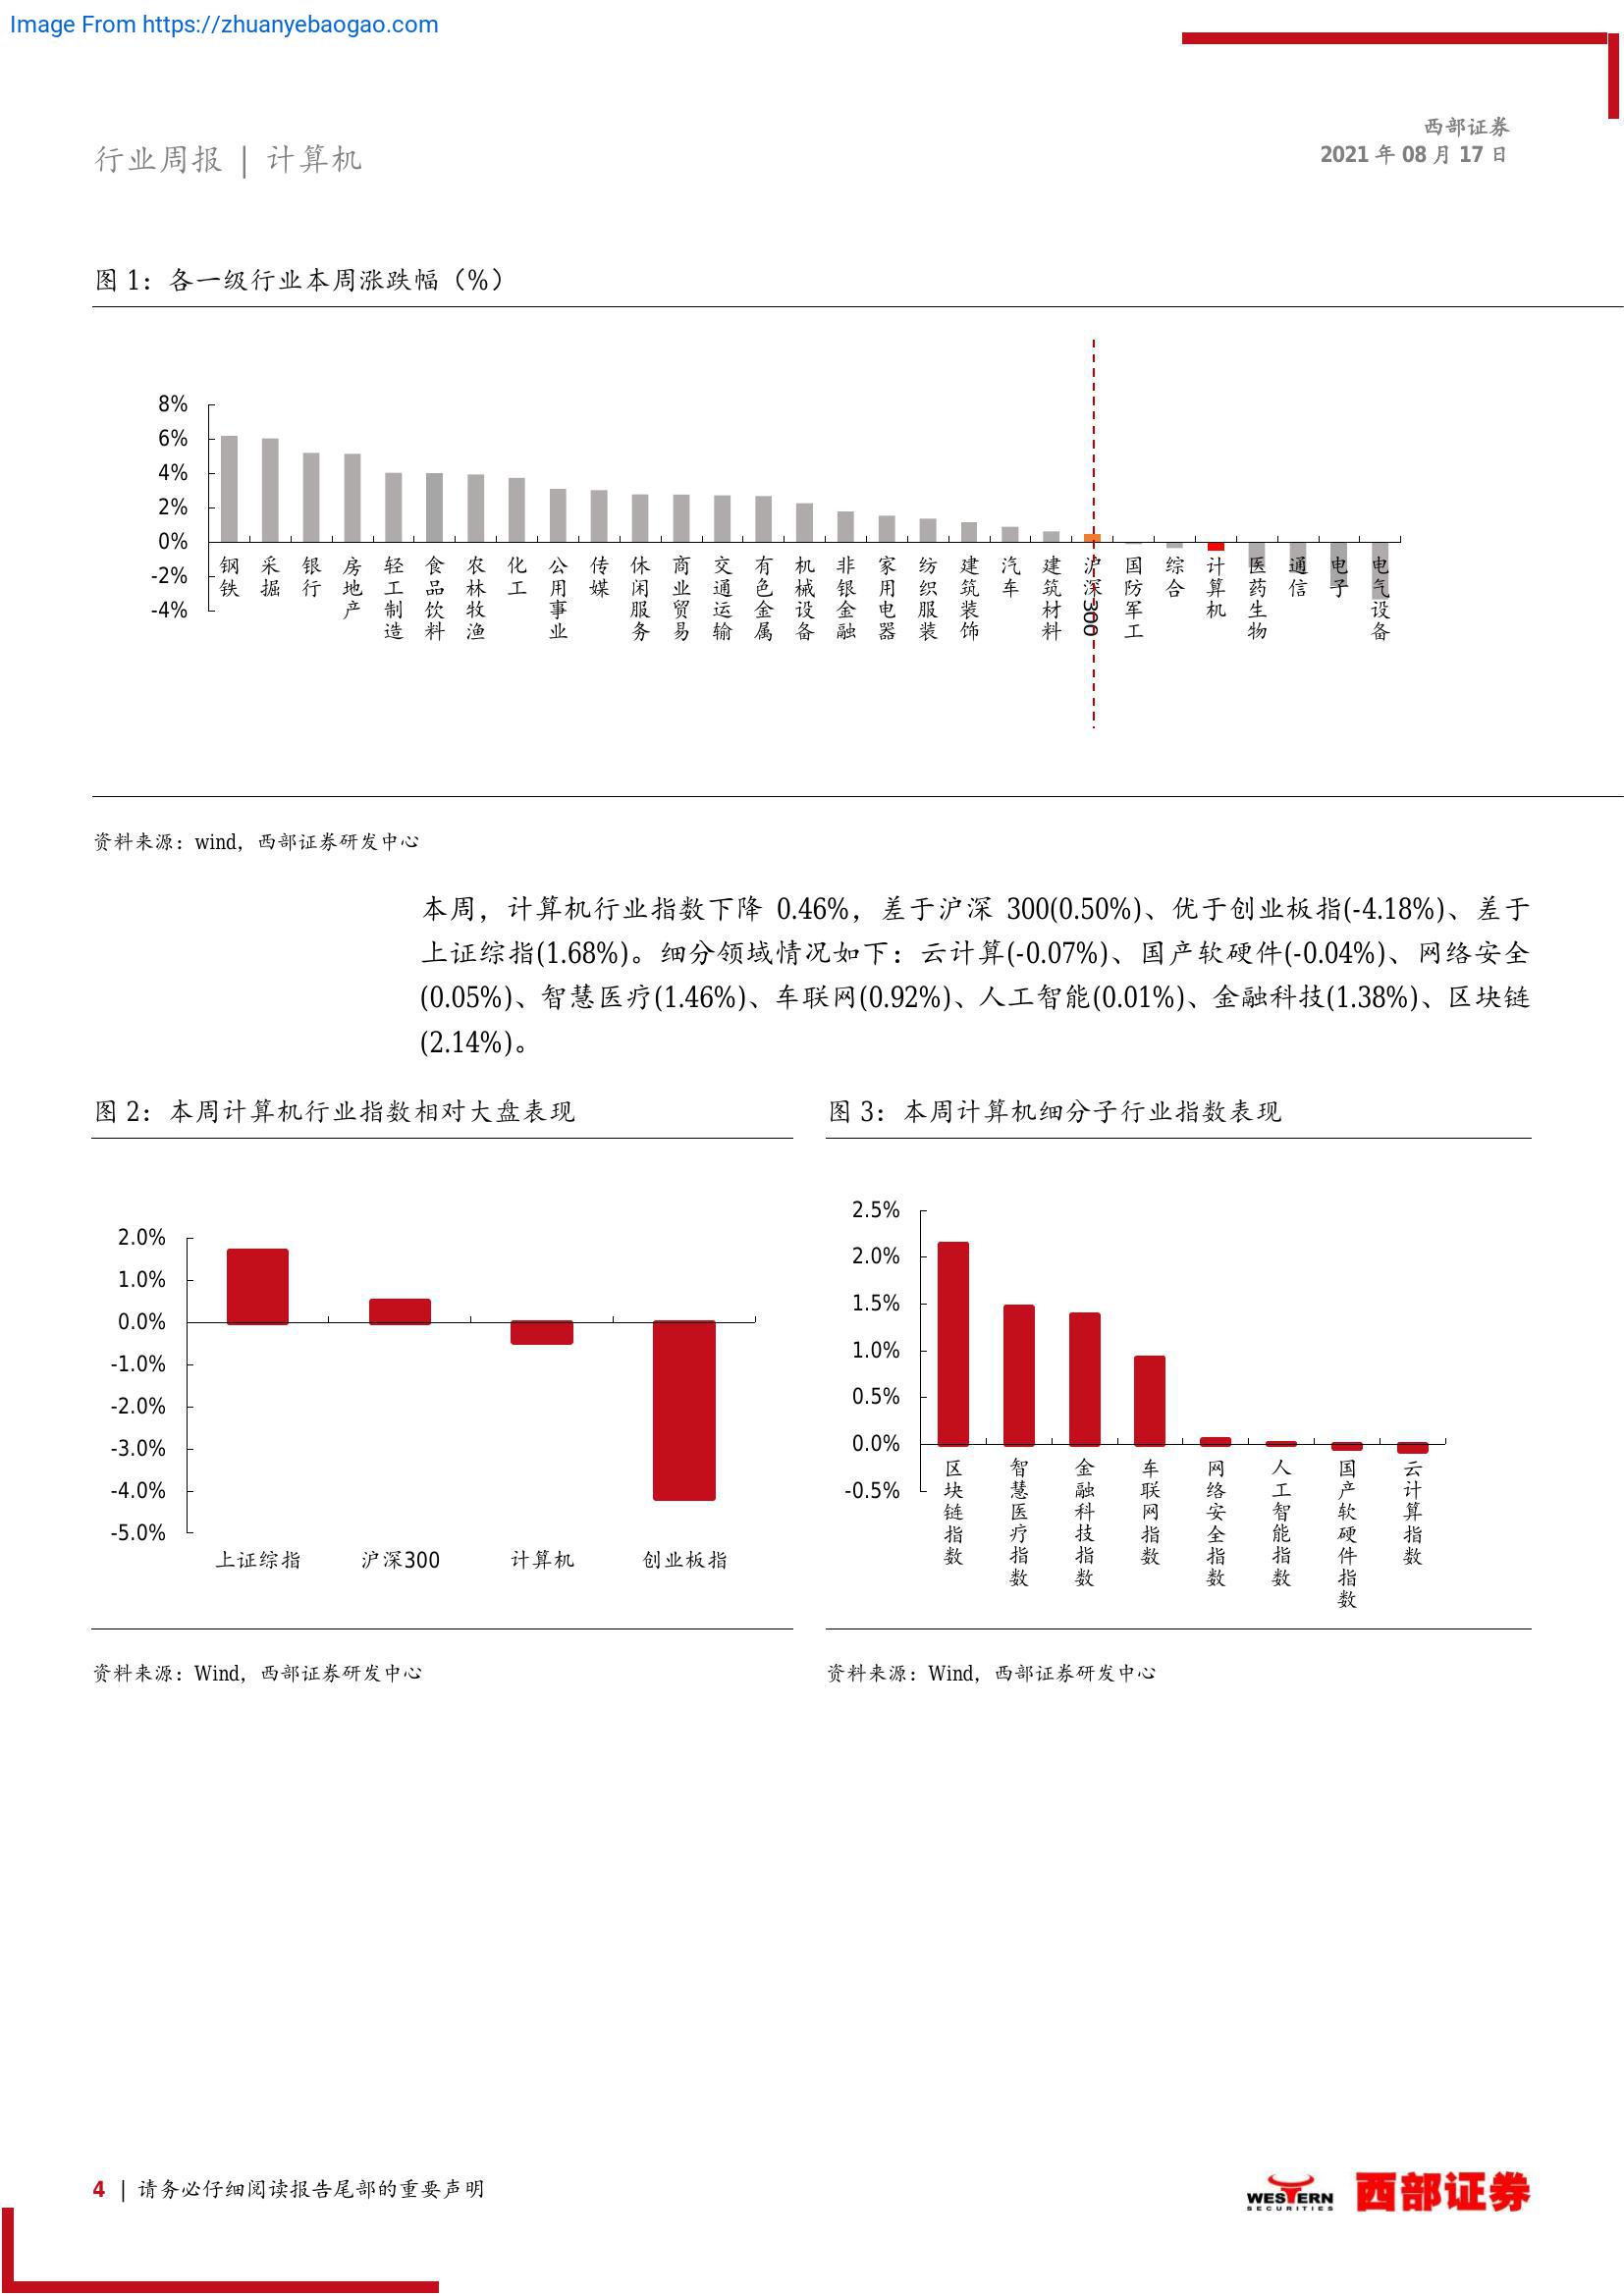 Image From https://zhuanyebaogao.com
西部证券
2021 年 08 月 17 日
行业周报 | 计算机
图 1：各一级行业本周涨跌幅（%）
8%
6%
4%
2%
0%
-2%
-4%
钢铁
采掘
银行
房地产
轻工制造
食品饮料
农林牧渔
化工
公用事业
传媒
休闲服务
商业贸易
交通运输
有色金属
机械设备
非银金融
家用电器
纺织服装
建筑装饰
汽车
建筑材料
沪深300
国防军工
综合
计算机
医药生物
通信
电子
电气设备
资料来源：wind，西部证券研发中心
本周，计算机行业指数下降 0.46%，差于沪深 300(0.50%)、优于创业板指(-4.18%)、差于
上证综指(1.68%)。细分领域情况如下：云计算(-0.07%)、国产软硬件(-0.04%)、网络安全
(0.05%)、智慧医疗(1.46%)、车联网(0.92%)、人工智能(0.01%)、金融科技(1.38%)、区块链
(2.14%)。
图 2：本周计算机行业指数相对大盘表现
2.0%
1.0%
0.0%
-1.0%
-2.0%
-3.0%
-4.0%
-5.0%
上证综指
沪深300
计算机
创业板指
资料来源：Wind，西部证券研发中心
图 3：本周计算机细分子行业指数表现
2.5%
2.0%
1.5%
1.0%
0.5%
0.0%
-0.5%
区块链指数
智慧医疗指数
金融科技指数
车联网指数
网络安全指数
人工智能指数
国产软硬件指数
云计算指数
资料来源：Wind，西部证券研发中心
4 | 请务必仔细阅读报告尾部的重要声明
WESTERN
SECURITIES
西部证券